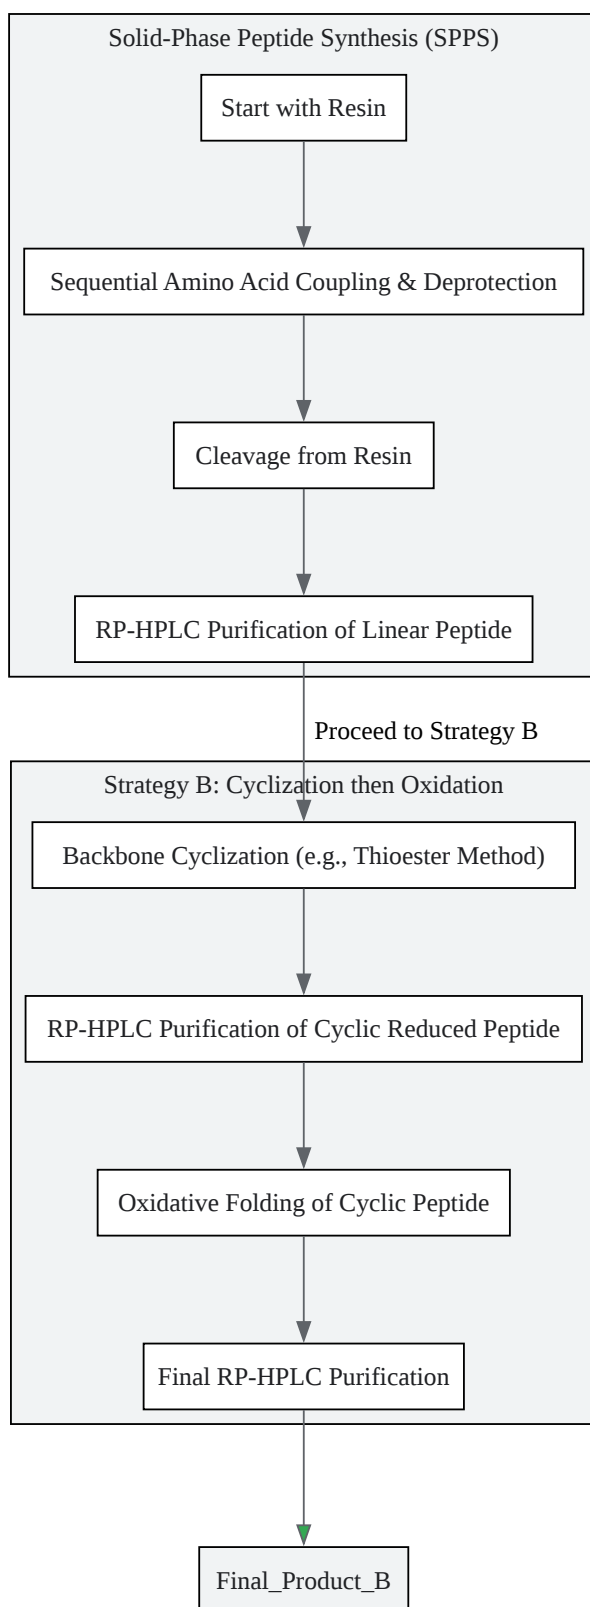 Solid-Phase Peptide Synthesis (SPPS)
Start with Resin
Sequential Amino Acid Coupling & Deprotection
Cleavage from Resin
RP-HPLC Purification of Linear Peptide
Proceed to Strategy B
Strategy B: Cyclization then Oxidation
Backbone Cyclization (e.g., Thioester Method)
RP-HPLC Purification of Cyclic Reduced Peptide
Oxidative Folding of Cyclic Peptide
Final RP-HPLC Purification
Final_Product_B